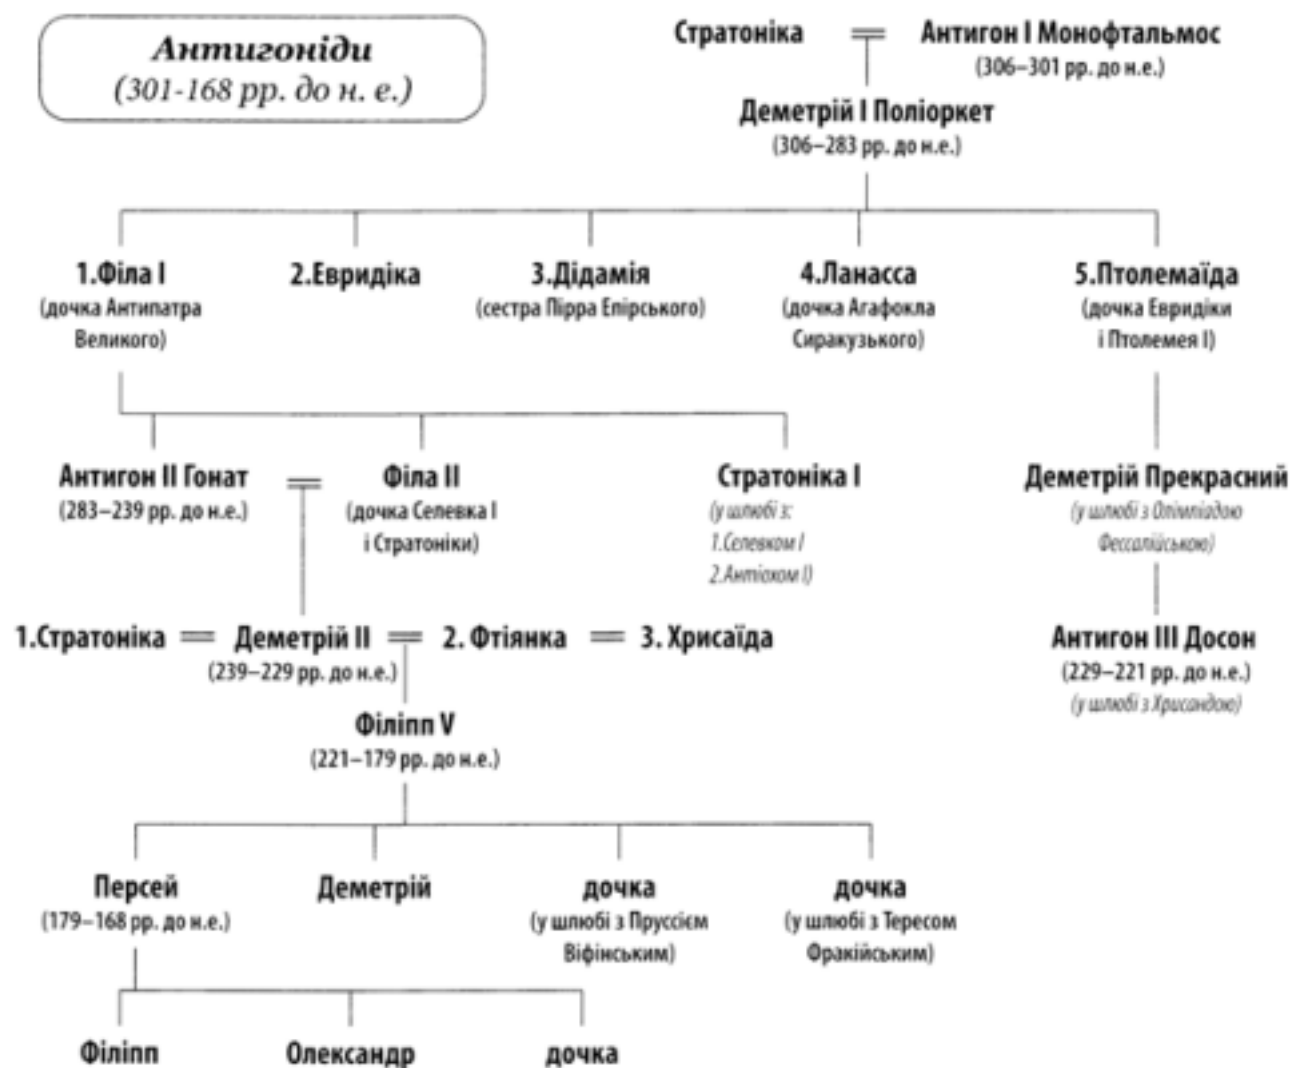 Антигоніди
(301-168 рр. до н. е.)
Стратоніка = Антигон I Монофтальмос
(306–301 рр. до н.е.)
Деметрій I Поліоркет
(306–283 рр. до н.е.)
1.Філа I 2.Евридіка 3.Дідамія 4.Ланасса 5.Птолемаїда
(дочка Антипатра (сестра Пірра Епірського) (дочка Агафокла (дочка Евридіки
Великого) Сиракузького) і Птолемея I)
Антигон II Гонат = Філа II Стратоніка I Деметрій Прекрасний
(283–239 рр. до н.е.) (дочка Селевка I (у шлюбі з: (у шлюбі з Олімпіадою
і Стратоніки) 1.Селевком I Фессалійською)
2.Антіохом I)
1.Стратоніка = Деметрій II = 2. Фтіянка = 3. Хрисаїда Антигон III Досон
(239–229 рр. до н.е.) (229–221 рр. до н.е.)
(у шлюбі з Хрисандою)
Філіпп V
(221–179 рр. до н.е.)
Персей Деметрій дочка дочка
(179–168 рр. до н.е.) (у шлюбі з Пруссієм (у шлюбі з Тересом
Віфінським) Фракійським)
Філіпп Олександр дочка